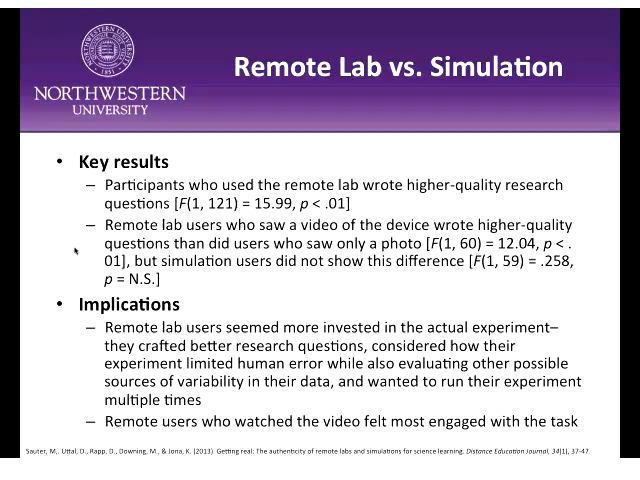 NORTHWESTERN
UNIVERSITY
Remote Lab vs. Simulation
• Key results
– Participants who used the remote lab wrote higher-quality research
questions [F(1, 121) = 15.99, p < .01]
– Remote lab users who saw a video of the device wrote higher-quality
questions than did users who saw only a photo [F(1, 60) = 12.04, p < .
01], but simulation users did not show this difference [F(1, 59) = .258,
p = N.S.]
• Implications
– Remote lab users seemed more invested in the actual experiment–
they crafted better research questions, considered how their
experiment limited human error while also evaluating other possible
sources of variability in their data, and wanted to run their experiment
multiple times
– Remote users who watched the video felt most engaged with the task
Sauter, M,. Uttal, D., Rapp, D., Downing, M., & Jona, K. (2013). Getting real: The authenticity of remote labs and simulations for science learning. Distance Education Journal, 34(1), 37-47.